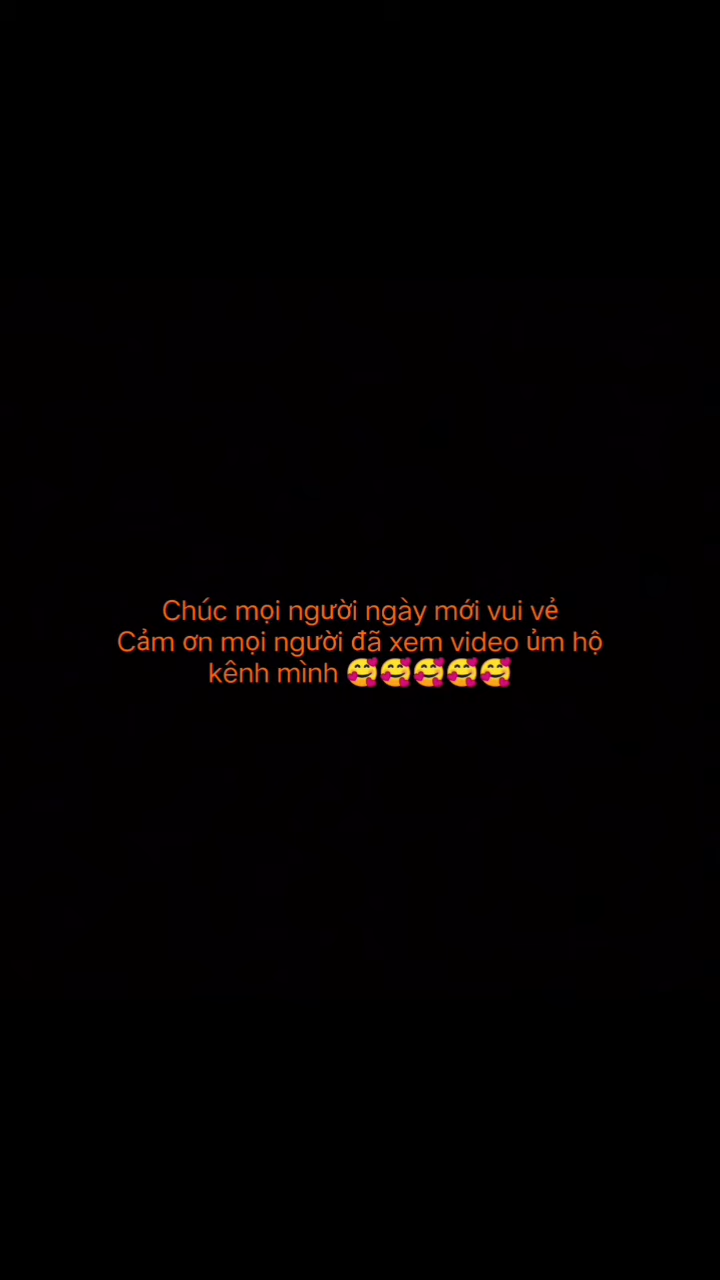 Chúc mọi người ngày mới vui vẻ
Cảm ơn mọi người đã xem video ủm hộ
kênh mình 🥰🥰🥰🥰🥰